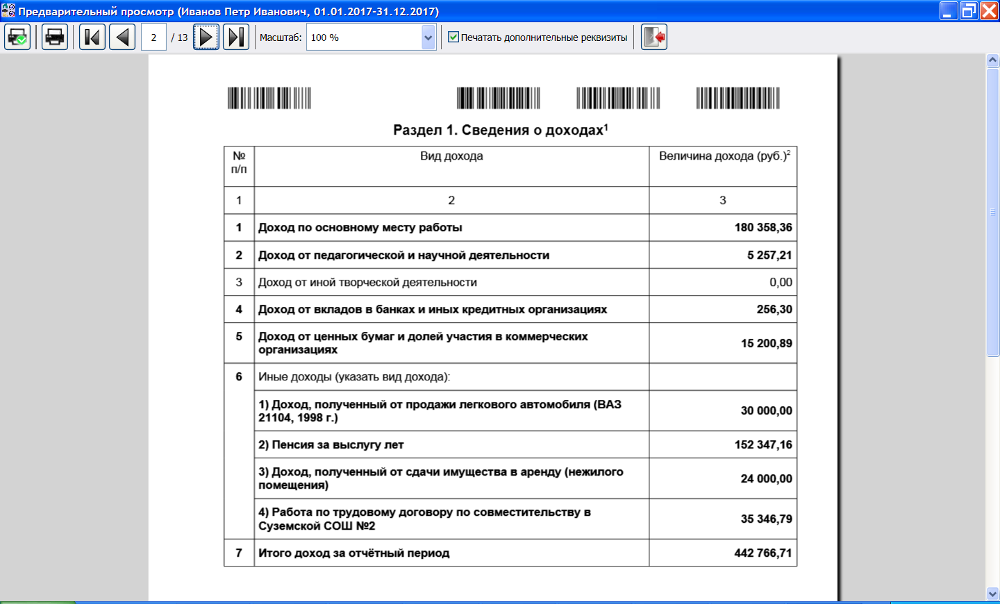 Предварительный просмотр (Иванов Петр Иванович, 01.01.2017-31.12.2017)
2 / 13 Масштаб: 100 % Печатать дополнительные реквизиты
Раздел 1. Сведения о доходах¹
№ п/п Вид дохода Величина дохода (руб.)²
1 2 3
1 Доход по основному месту работы 180 358,36
2 Доход от педагогической и научной деятельности 5 257,21
3 Доход от иной творческой деятельности 0,00
4 Доход от вкладов в банках и иных кредитных организациях 256,30
5 Доход от ценных бумаг и долей участия в коммерческих
организациях 15 200,89
6 Иные доходы (указать вид дохода):
1) Доход, полученный от продажи легкового автомобиля (ВАЗ
21104, 1998 г.) 30 000,00
2) Пенсия за выслугу лет 152 347,16
3) Доход, полученный от сдачи имущества в аренду (нежилого
помещения) 24 000,00
4) Работа по трудовому договору по совместительству в
Суземской СОШ №2 35 346,79
7 Итого доход за отчётный период 442 766,71